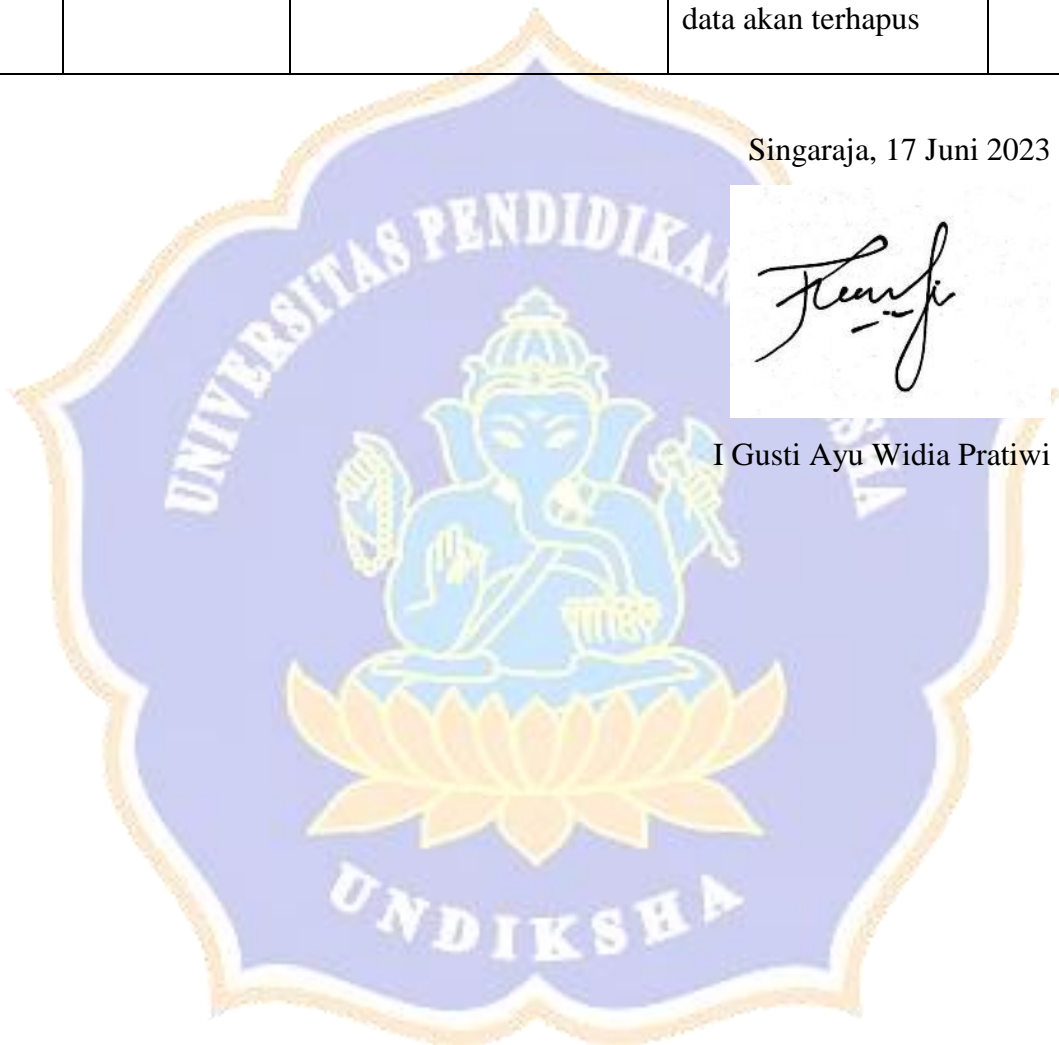 data akan terhapus
Singaraja, 17 Juni 2023
I Gusti Ayu Widia Pratiwi
UNIVERSITAS PENDIDIKAN
UNDIKSHA